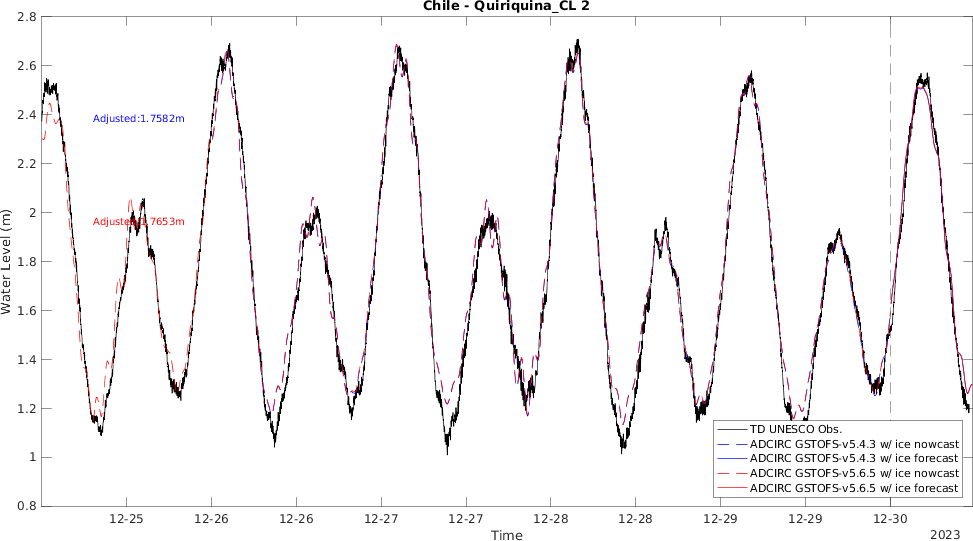 Chile - Quiriquina_CL 2
2.8
2.6
2.4
2.2
2
1.8
1.6
1.4
1.2
1
0.8
Water Level (m)
Adjusted:1.7582m
Adjusted:1.7653m
TD UNESCO Obs.
ADCIRC GSTOFS-v5.4.3 w/ ice nowcast
ADCIRC GSTOFS-v5.4.3 w/ ice forecast
ADCIRC GSTOFS-v5.6.5 w/ ice nowcast
ADCIRC GSTOFS-v5.6.5 w/ ice forecast
12-25 12-26 12-26 12-27 12-27 12-28 12-28 12-29 12-29 12-30
Time
2023